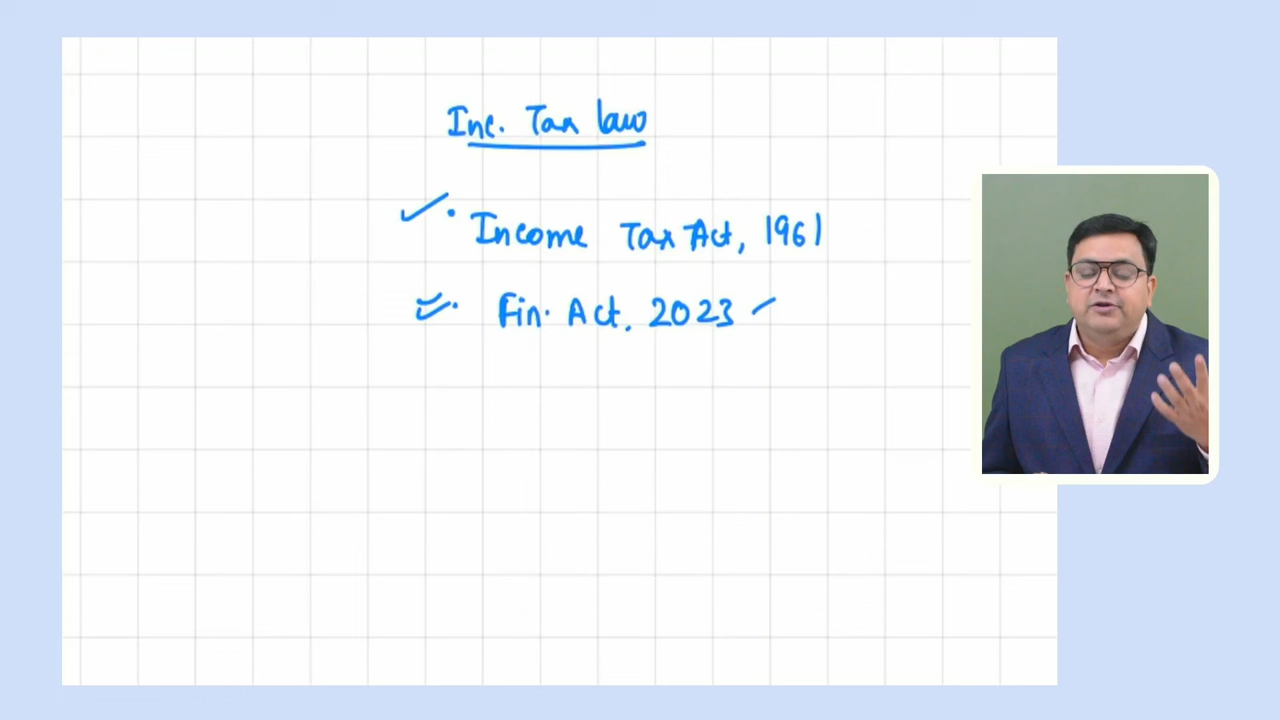 Inc. Tax law
• Income Tax Act, 1961
• Fin. Act, 2023